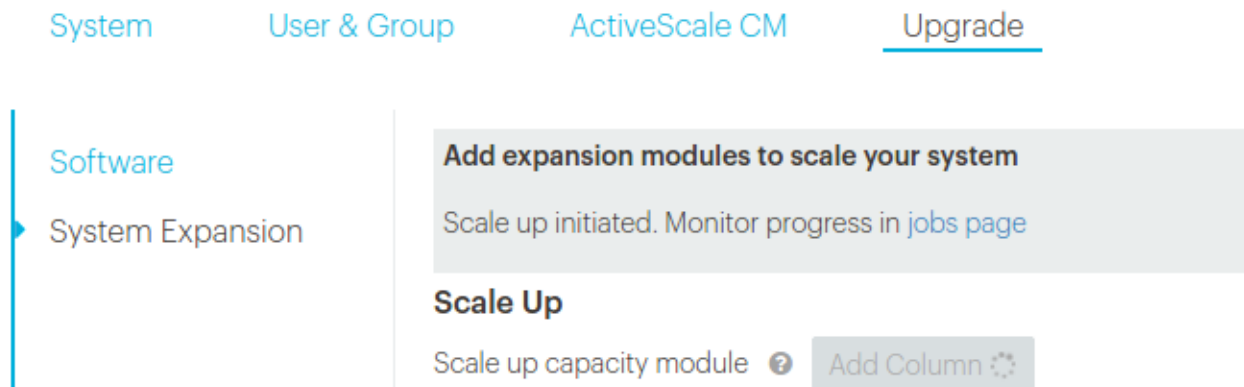 System User & Group ActiveScale CM Upgrade
Software
System Expansion
Add expansion modules to scale your system
Scale up initiated. Monitor progress in jobs page
Scale Up
Scale up capacity module ? Add Column